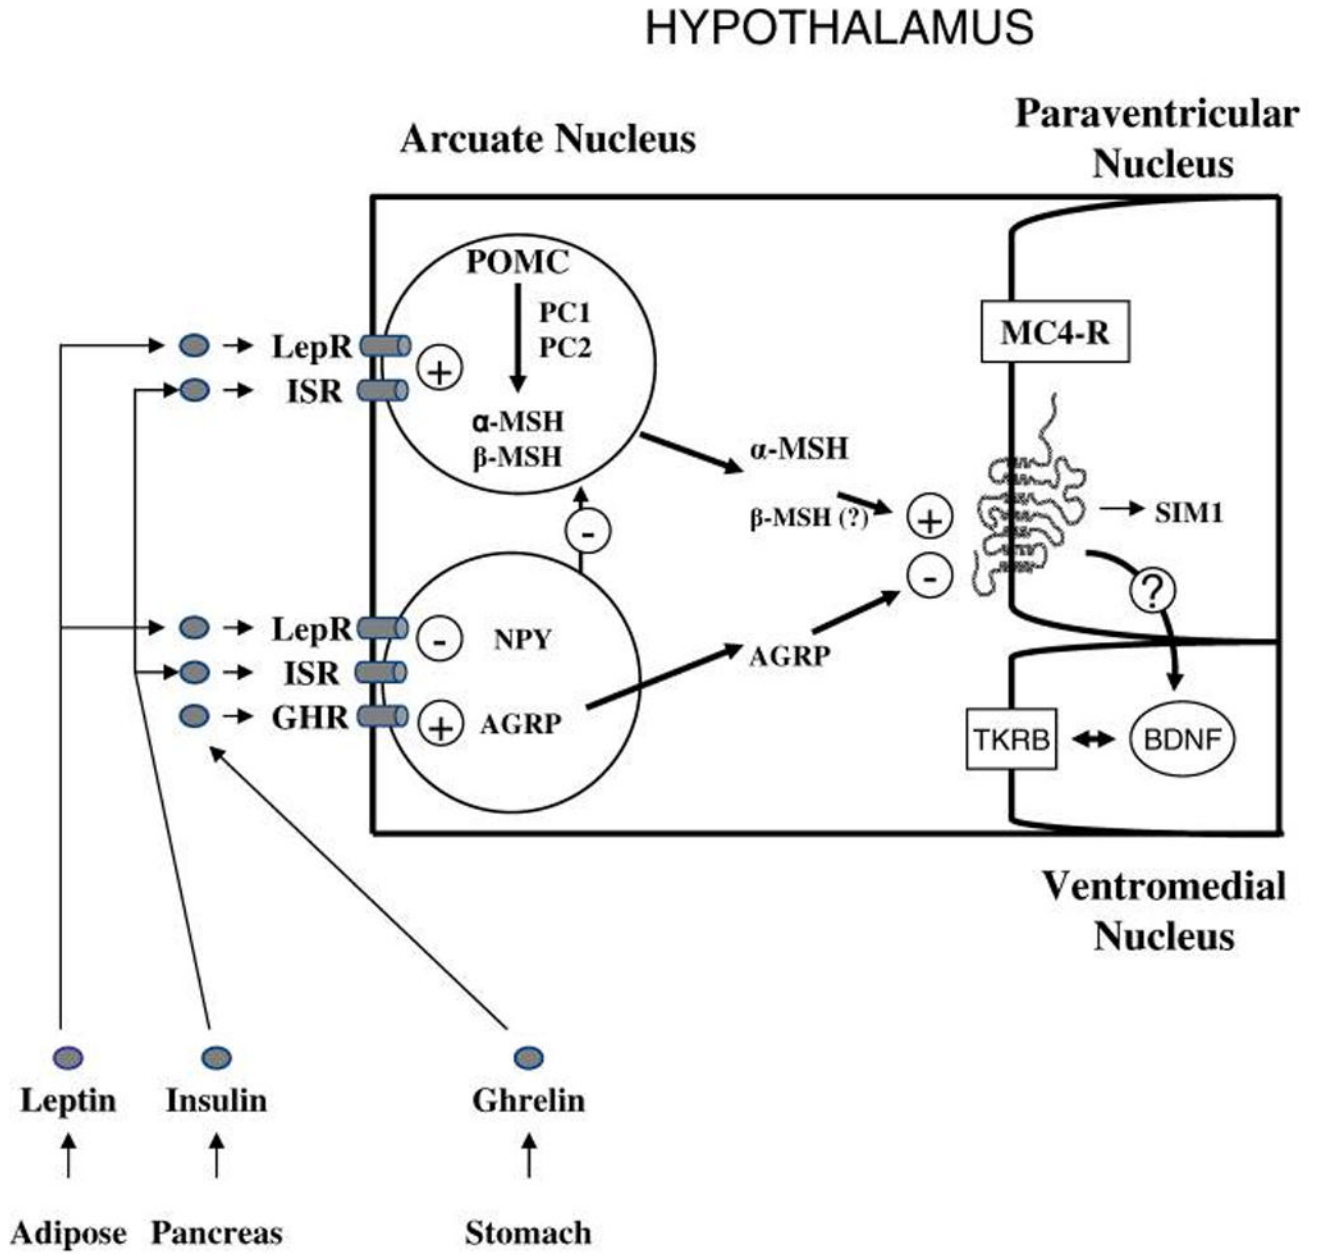 HYPOTHALAMUS
Arcuate Nucleus
Paraventricular
Nucleus
POMC
PC1
PC2
α-MSH
β-MSH
LepR
ISR
+
α-MSH
β-MSH (?)
+
-
MC4-R
SIM1
?
-
LepR
ISR
GHR
-
NPY
+
AGRP
AGRP
TKRB
BDNF
Ventromedial
Nucleus
Leptin
Insulin
Ghrelin
Adipose
Pancreas
Stomach